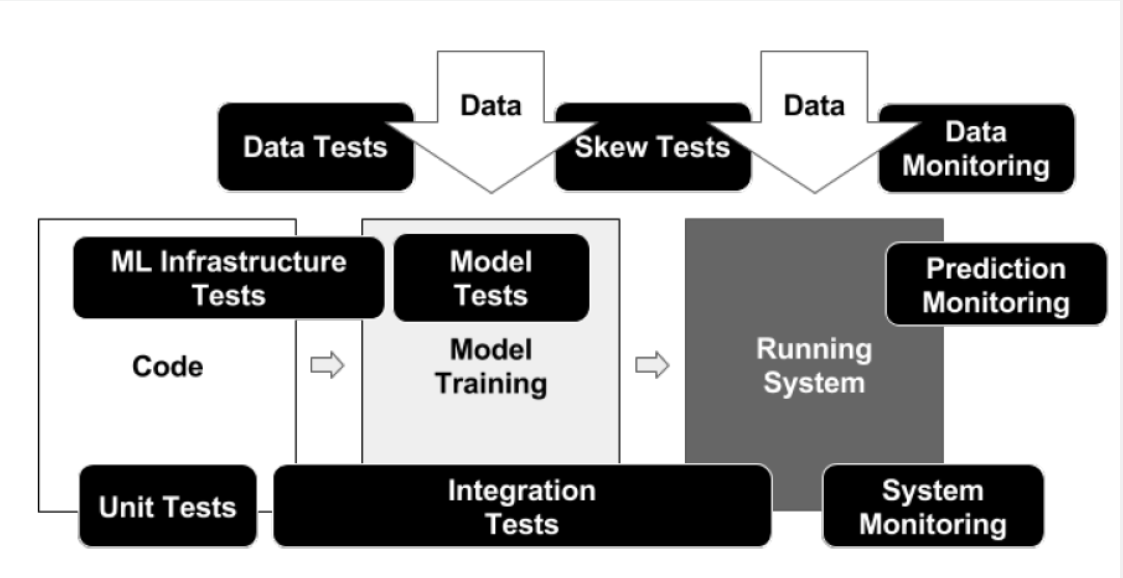 Data
Data
Data Tests
Skew Tests
Data
Monitoring
ML Infrastructure
Tests
Model
Tests
Prediction
Monitoring
Code
Model
Training
Running
System
Unit Tests
Integration
Tests
System
Monitoring